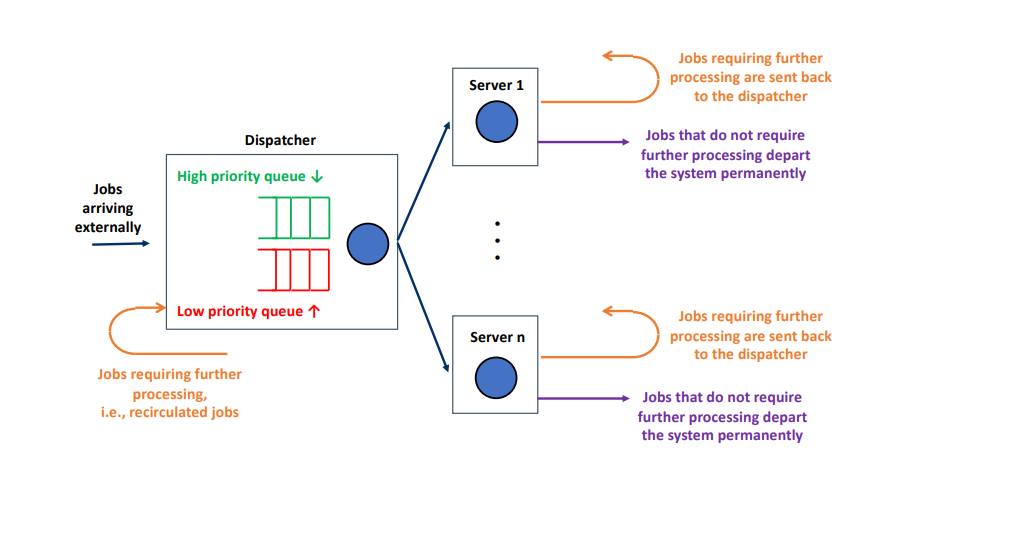 Dispatcher
High priority queue ↓
Low priority queue ↑
Jobs
arriving
externally
Jobs requiring further
processing,
i.e., recirculated jobs
Server 1
Jobs requiring further
processing are sent back
to the dispatcher
Jobs that do not require
further processing depart
the system permanently
Server n
Jobs requiring further
processing are sent back
to the dispatcher
Jobs that do not require
further processing depart
the system permanently